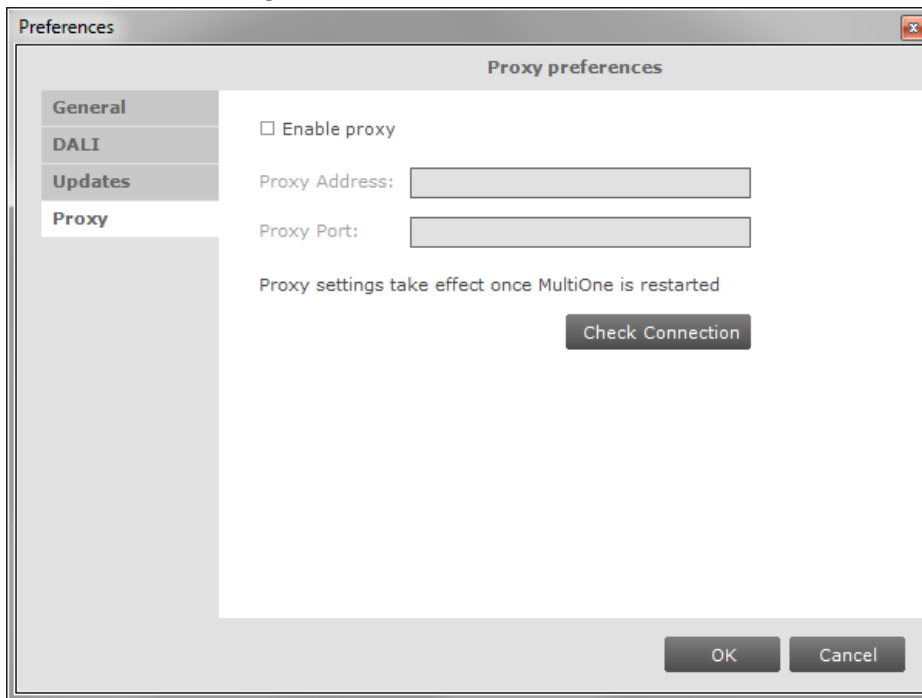 Preferences
Proxy preferences
General
DALI
Updates
Proxy
Enable proxy
Proxy Address:
Proxy Port:
Proxy settings take effect once MultiOne is restarted
Check Connection
OK
Cancel